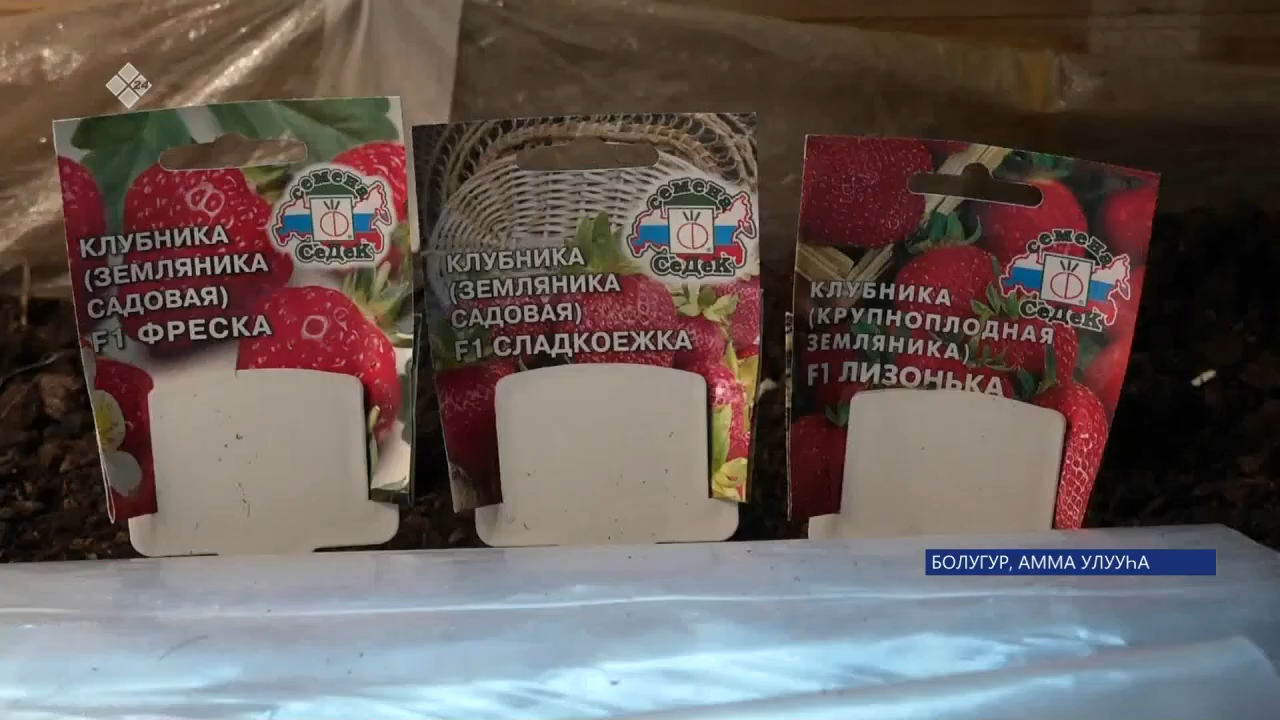 24
КЛУБНИКА
(ЗЕМЛЯНИКА
САДОВАЯ)
F1 ФРЕСКА
семена
СеДеК
КЛУБНИКА
(ЗЕМЛЯНИКА
САДОВАЯ)
F1 СЛАДКОЕЖКА
семена
СеДеК
КЛУБНИКА
(КРУПНОПЛОДНАЯ
ЗЕМЛЯНИКА)
F1 ЛИЗОНЬКА
семена
СеДеК
БОЛУГУР, АММА УЛУУҺА